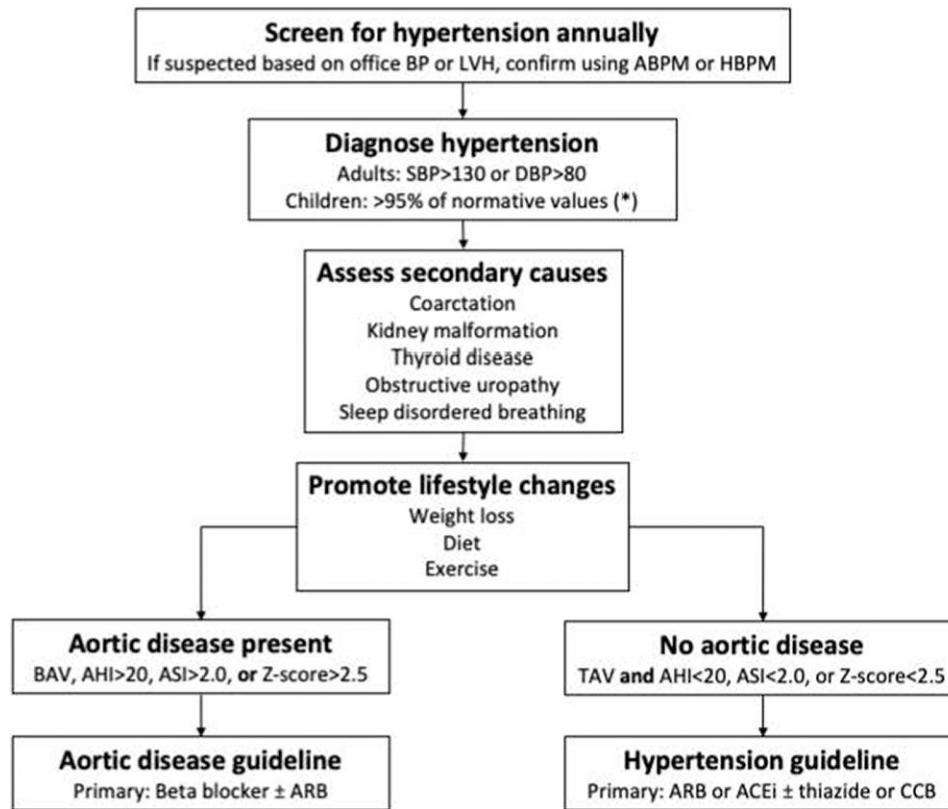 Screen for hypertension annually
If suspected based on office BP or LVH, confirm using ABPM or HBPM
Diagnose hypertension
Adults: SBP>130 or DBP>80
Children: >95% of normative values (*)
Assess secondary causes
Coarctation
Kidney malformation
Thyroid disease
Obstructive uropathy
Sleep disordered breathing
Promote lifestyle changes
Weight loss
Diet
Exercise
Aortic disease present
BAV, AHI>20, ASI>2.0, or Z-score>2.5
No aortic disease
TAV and AHI<20, ASI<2.0, or Z-score<2.5
Aortic disease guideline
Primary: Beta blocker ± ARB
Hypertension guideline
Primary: ARB or ACEi ± thiazide or CCB